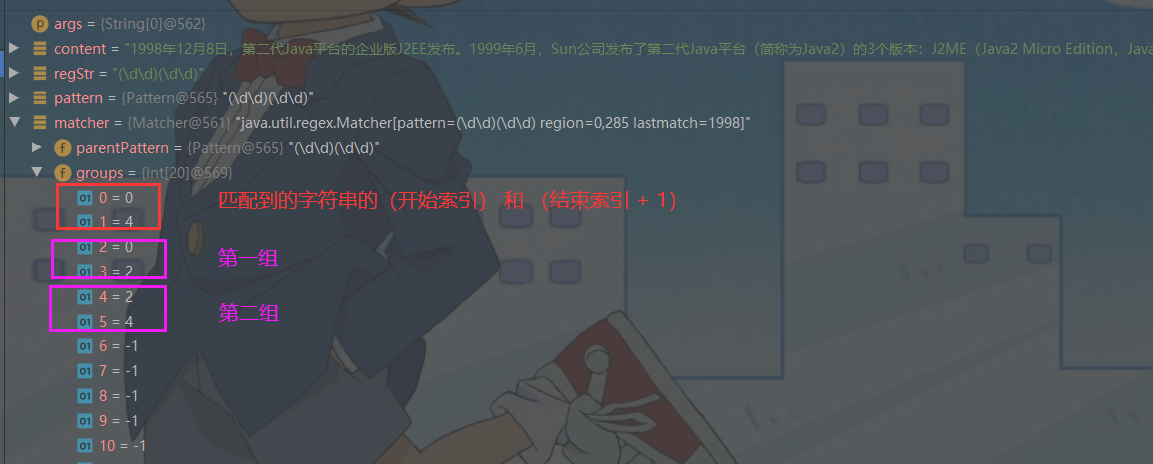 args = {String[0]@562}
content = "1998年12月8日，第二代Java平台的企业版J2EE发布。1999年6月，Sun公司发布了第二代Java平台（简称为Java2）的3个版本：J2ME（Java2 Micro Edition，Java
regStr = "(\d\d)(\d\d)"
pattern = {Pattern@565} "(\d\d)(\d\d)"
matcher = {Matcher@561} "java.util.regex.Matcher[pattern=(\d\d)(\d\d) region=0,285 lastmatch=1998]"
parentPattern = {Pattern@565} "(\d\d)(\d\d)"
groups = {int[20]@569}
01 0 = 0 匹配到的字符串的（开始索引） 和 （结束索引 + 1）
01 1 = 4
01 2 = 0 第一组
01 3 = 2
01 4 = 2 第二组
01 5 = 4
01 6 = -1
01 7 = -1
01 8 = -1
01 9 = -1
01 10 = -1